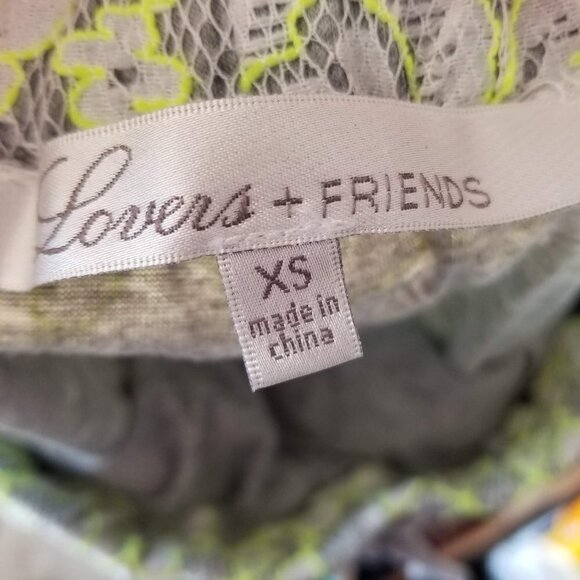 Lovers + FRIENDS
XS
made in
china